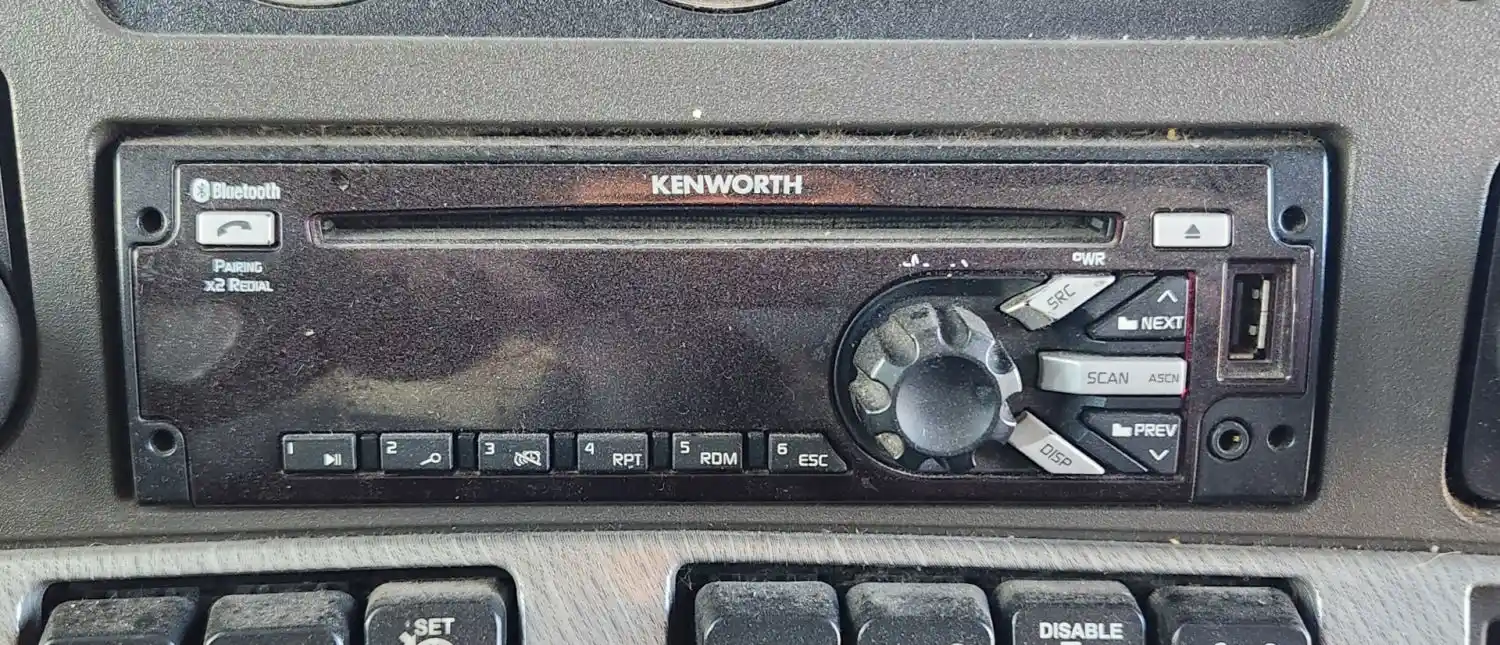 KENWORTH
Bluetooth
PAIRING
x2 REDIAL
PWR
SRC
NEXT
SCAN ASCN
PREV
DISP
1
2
3
4 RPT
5 RDM
6 ESC
SET
DISABLE